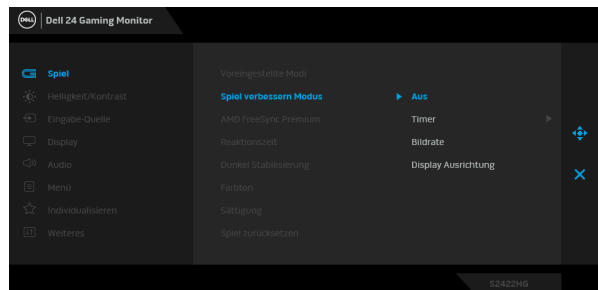 DELL Dell 24 Gaming Monitor
Spiel
Helligkeit/Kontrast
Eingabe-Quelle
Display
Audio
Menü
Individualisieren
Weiteres
Voreingestellte Modi
Spiel verbessern Modus
AMD FreeSync Premium
Reaktionszeit
Dunkel Stabilisierung
Farbton
Sättigung
Spiel zurücksetzen
Aus
Timer
Bildrate
Display Ausrichtung
S2422HG